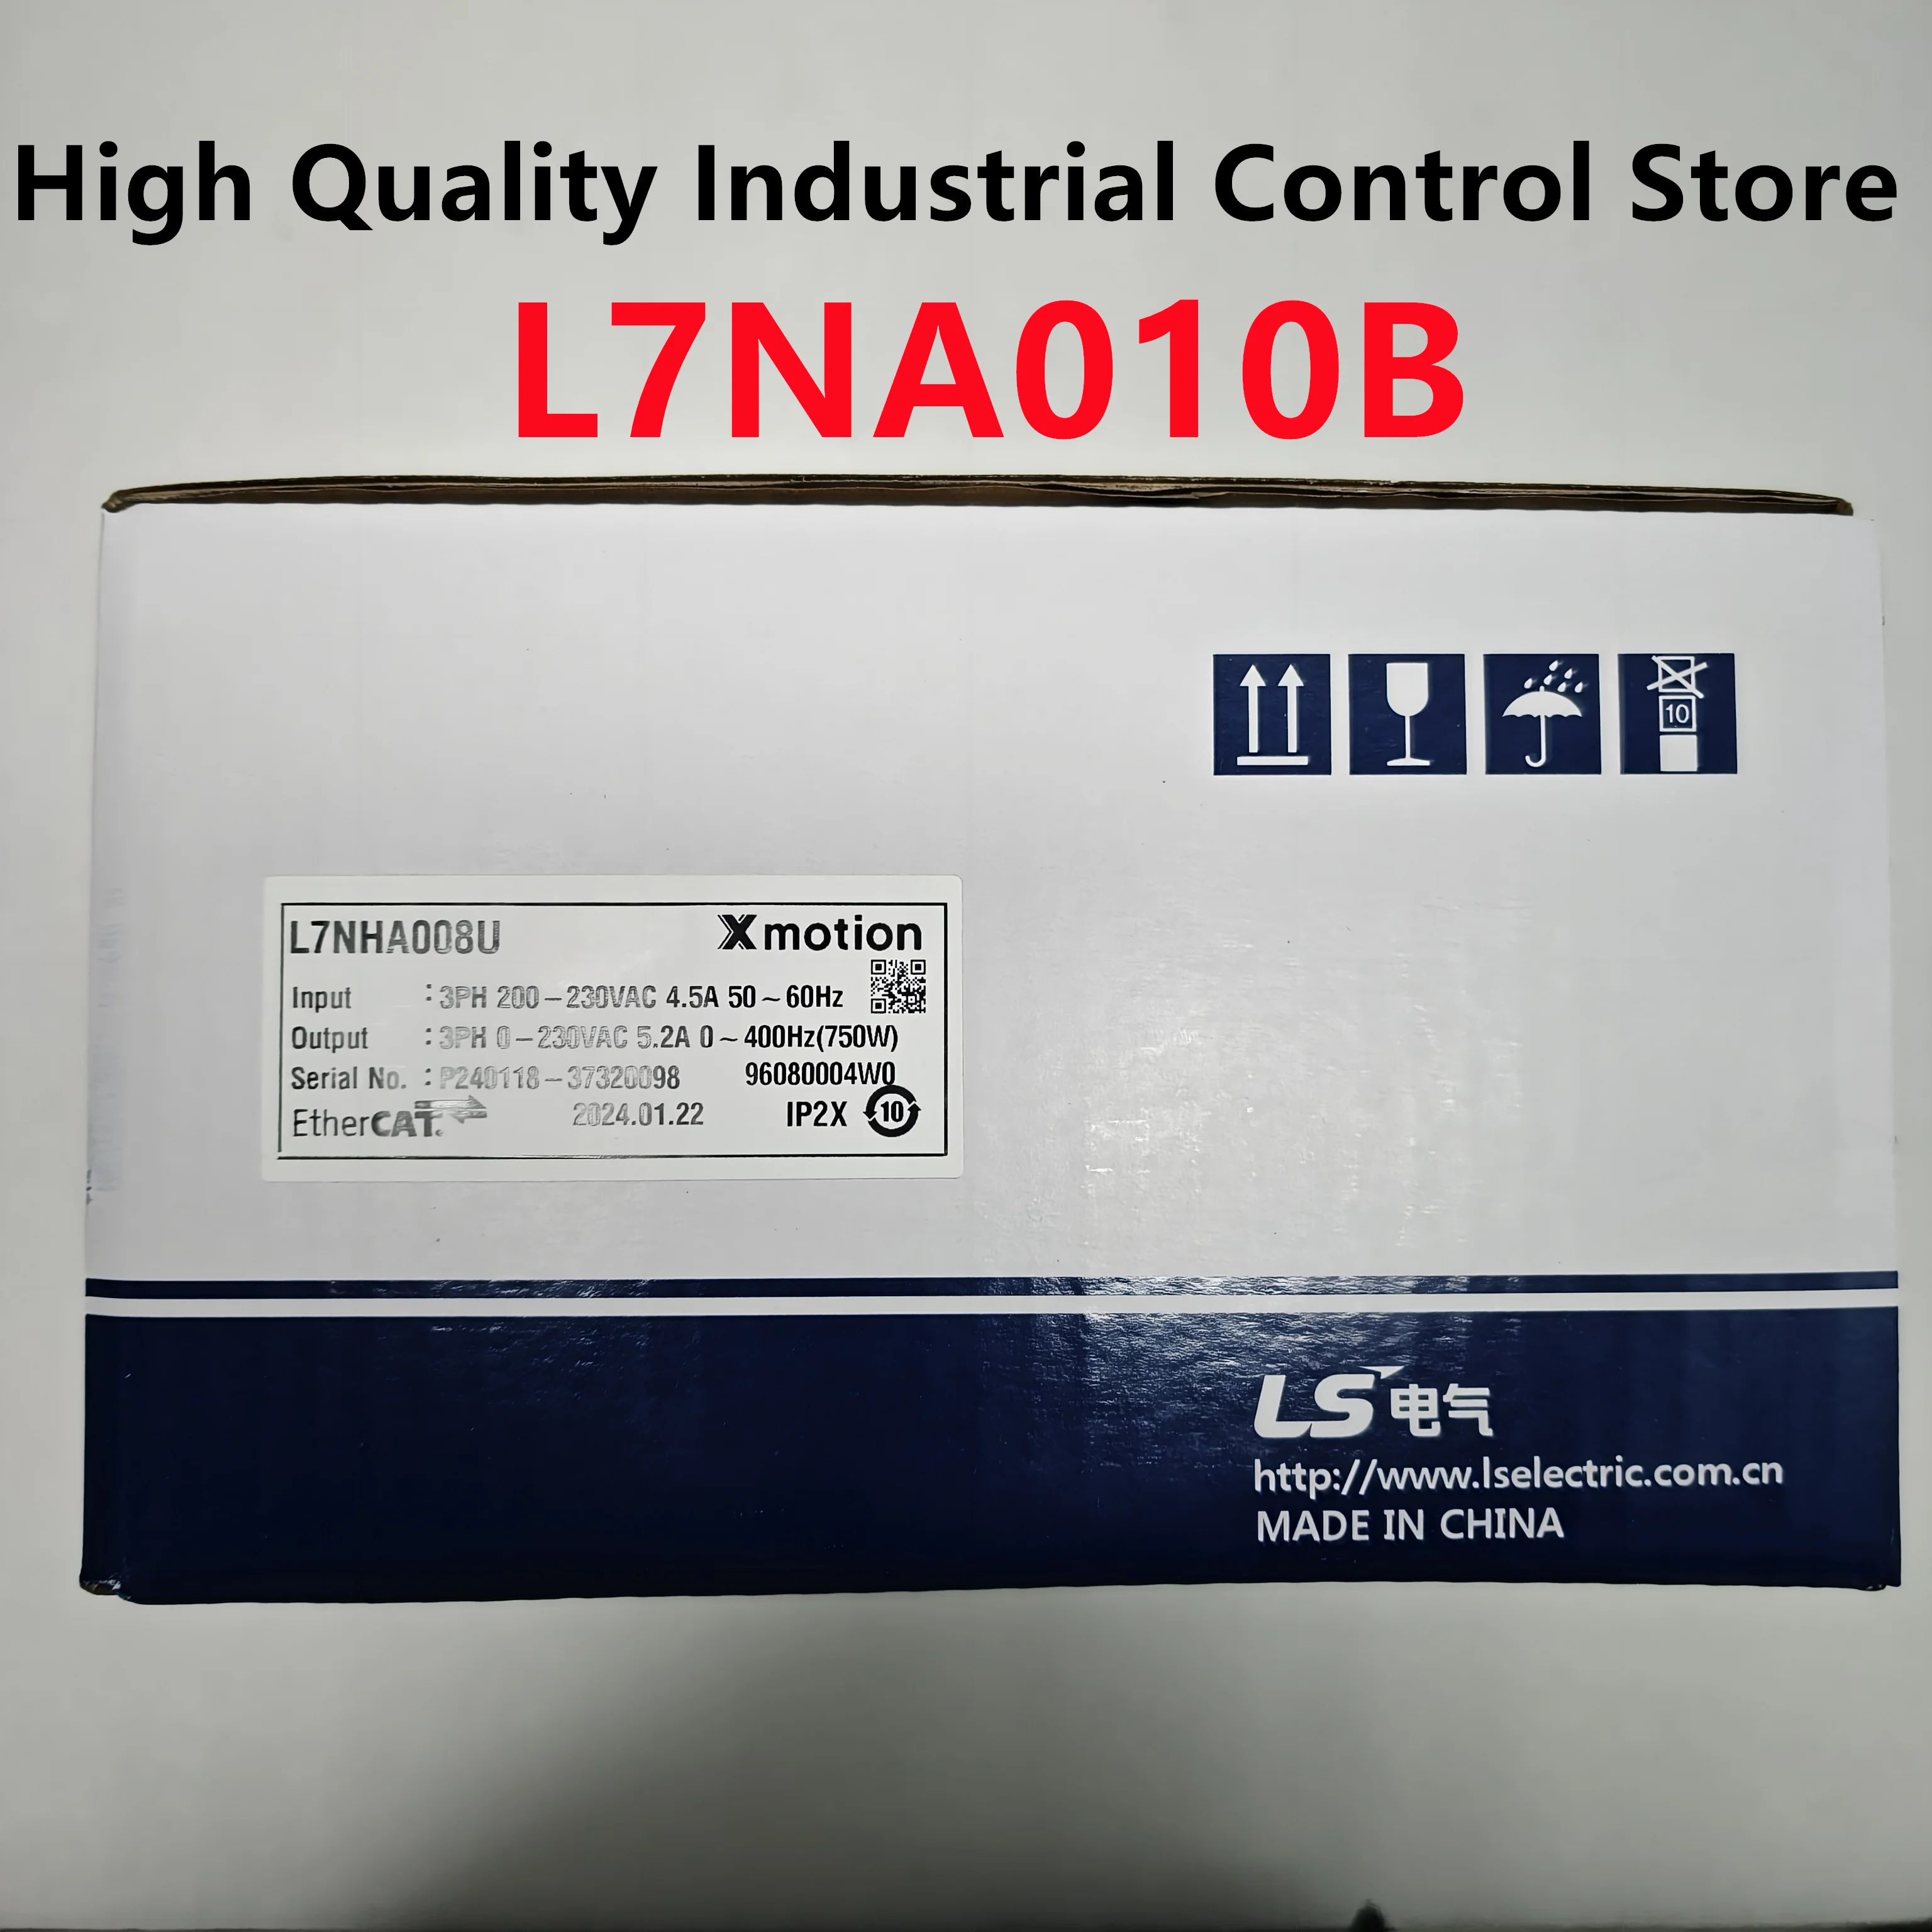 High Quality Industrial Control Store
L7NA010B
10
L7NHA008U
Xmotion
Input : 3PH 200-230VAC 4.5A 50~60Hz
Output : 3PH 0-230VAC 5.2A 0~400Hz(750W)
Serial No. : P240118-37320098 96080004W0
EtherCAT. 2024.01.22 IP2X 10
LS电气
http://www.lselectric.com.cn
MADE IN CHINA